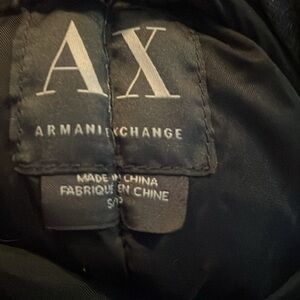 AX
ARMANI EXCHANGE
MADE IN CHINA
FABRIQUE EN CHINE
S/P